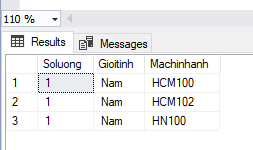 110 %
Results Messages
Soluong Gioitinh Machinhanh
1 1 Nam HCM100
2 1 Nam HCM102
3 1 Nam HN100